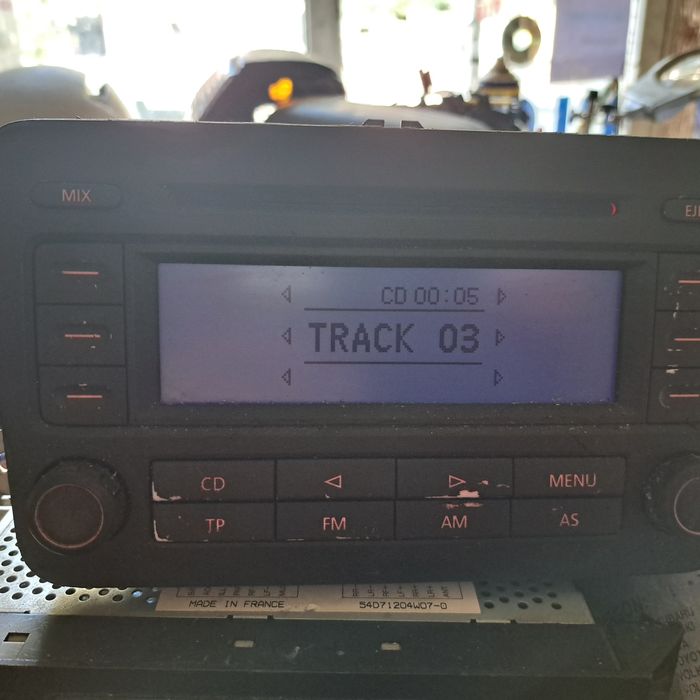 MIX
CD 00:05
TRACK 03
CD
MENU
TP
FM
AM
AS
MADE IN FRANCE
54D71204W07-0